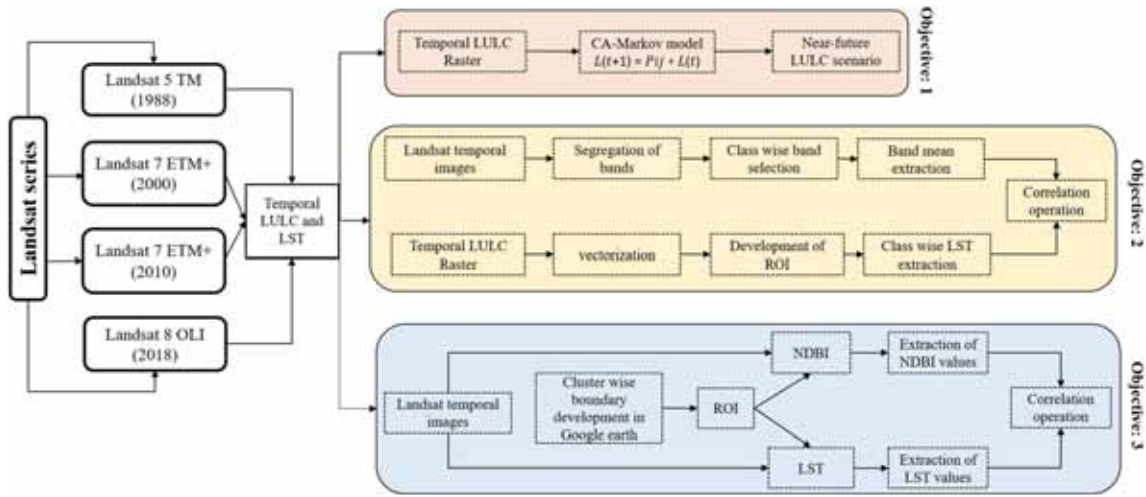 Landsat series
Landsat 5 TM
(1988)
Landsat 7 ETM+
(2000)
Landsat 7 ETM+
(2010)
Landsat 8 OLI
(2018)
Temporal
LULC and
LST
Temporal LULC
Raster
CA-Markov model
L(t+1) = Pij * L(t)
Near-future
LULC scenario
Objective: 1
Landsat temporal
images
Segregation of
bands
Class wise band
selection
Band mean
extraction
Correlation
operation
Temporal LULC
Raster
vectorization
Development of
ROI
Class wise LST
extraction
Objective: 2
Landsat temporal
images
Cluster wise
boundary
development in
Google earth
ROI
NDBI
Extraction of
NDBI values
LST
Extraction of
LST values
Correlation
operation
Objective: 3